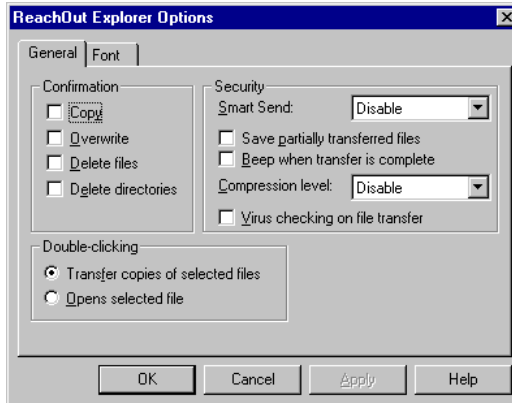 ReachOut Explorer Options
General
Font
Confirmation
Copy
Overwrite
Delete files
Delete directories
Security
Smart Send: Disable
Save partially transferred files
Beep when transfer is complete
Compression level: Disable
Virus checking on file transfer
Double-clicking
Transfer copies of selected files
Opens selected file
OK
Cancel
Apply
Help